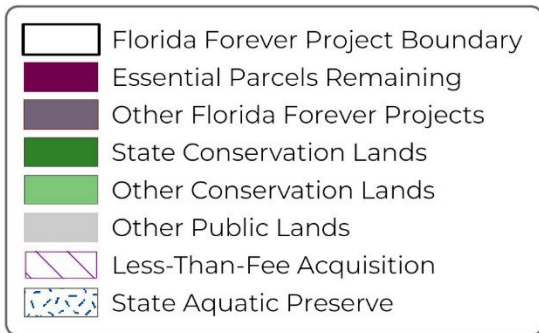 Florida Forever Project Boundary
Essential Parcels Remaining
Other Florida Forever Projects
State Conservation Lands
Other Conservation Lands
Other Public Lands
Less-Than-Fee Acquisition
State Aquatic Preserve